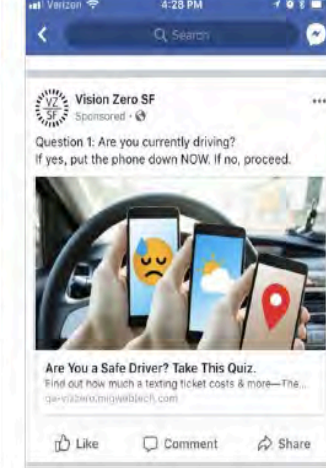 Verizon 4:28 PM
Search
VZ
SF
Vision Zero SF
Sponsored ·
Question 1: Are you currently driving?
If yes, put the phone down NOW. If no, proceed.
Are You a Safe Driver? Take This Quiz.
Find out how much a texting ticket costs & more—The...
Like Comment Share